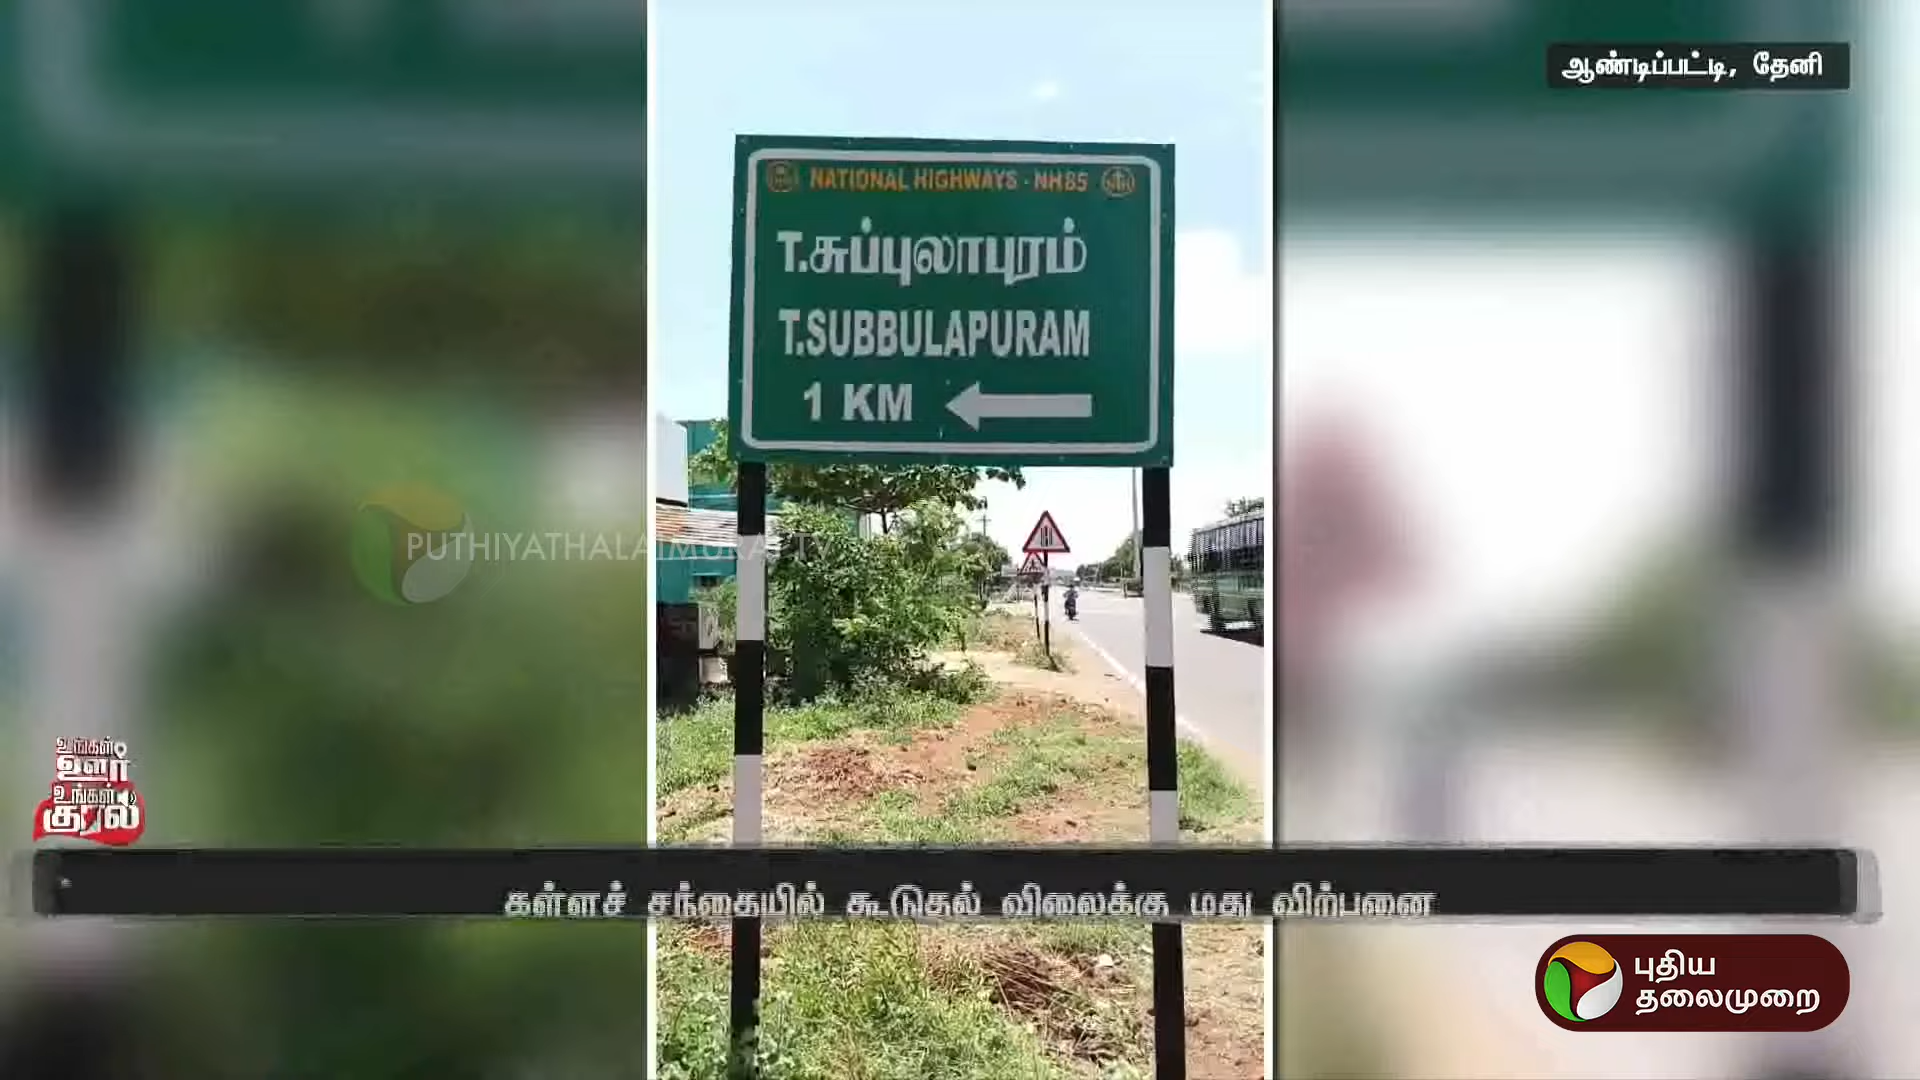 ஆண்டிப்பட்டி, தேனி
NATIONAL HIGHWAYS - NH85
T.சுப்புலாபுரம்
T.SUBBULAPURAM
1 KM
PUTHIYATHALAIMURAI TV
உங்கள்
ஊர்
உங்கள்
குரல்
கள்ளச் சந்தையில் கூடுதல் விலைக்கு மது விற்பனை
புதிய
தலைமுறை